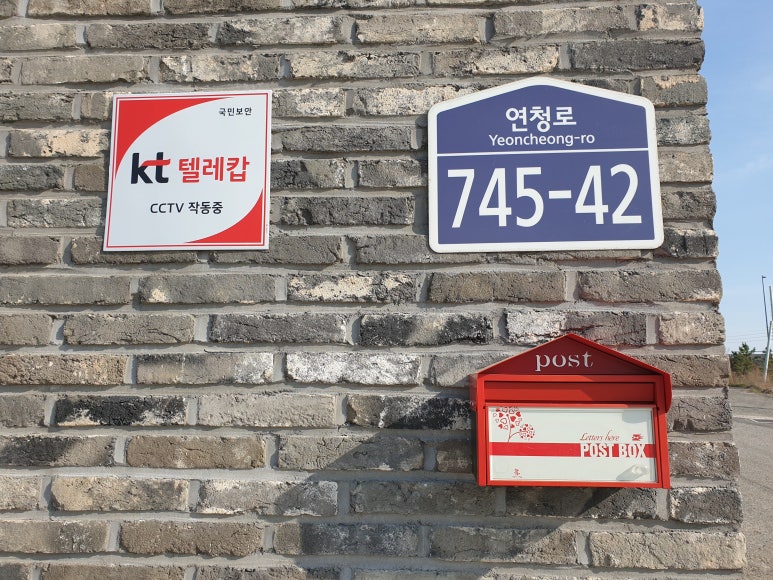 국민보안
kt 텔레캅
CCTV 작동중
연청로
Yeoncheong-ro
745-42
post
Letters here
POST BOX